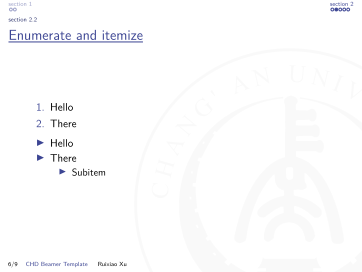 section 1
section 2
section 2.2
Enumerate and itemize
1. Hello
2. There
▶ Hello
▶ There
▶ Subitem
CHANG' AN UNIV
6/9 CHD Beamer Template Ruixiao Xu